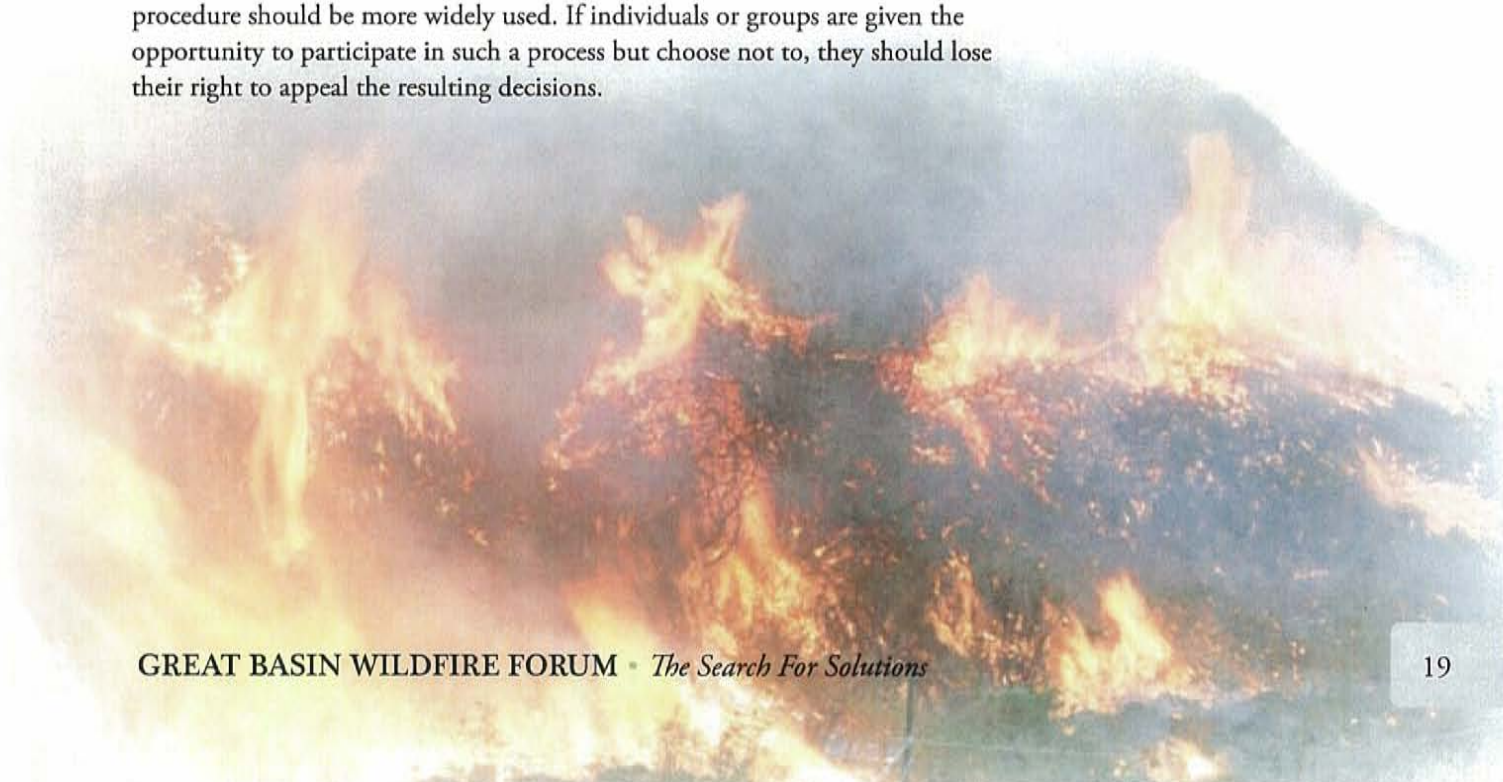 procedure should be more widely used. If individuals or groups are given the
opportunity to participate in such a process but choose not to, they should lose
their right to appeal the resulting decisions.
GREAT BASIN WILDFIRE FORUM • The Search For Solutions
19